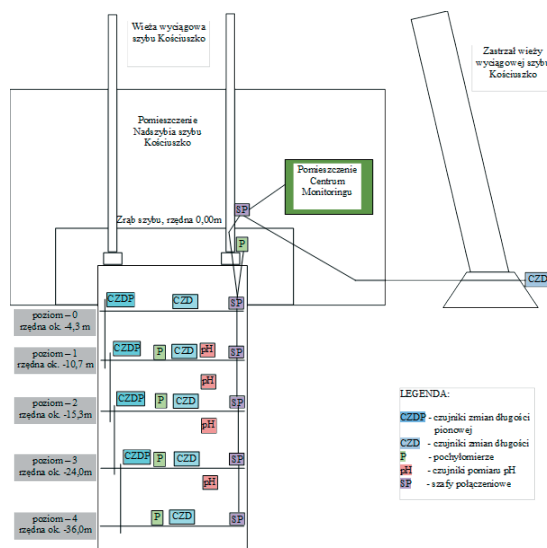 Wieża wyciągowa
szybu Kościuszko
Zastrzał wieży
wyciągowej szybu
Kościuszko
Pomieszczenie
Nadszybia szybu
Kościuszko
Pomieszczenie
Centrum
Monitoringu
SP
Zrąb szybu, rzędna 0,00m
P
CZD
CZDP CZD SP
poziom – 0
rzędna ok. -4,3 m
CZDP P CZD pH SP
poziom – 1
rzędna ok. -10,7 m
pH
CZDP P CZD SP
poziom – 2
rzędna ok. -15,3m
pH
CZDP P CZD SP
poziom – 3
rzędna ok. -24,0m
pH
P CZD SP
poziom – 4
rzędna ok. -36,0m
LEGENDA:
CZDP - czujniki zmian długości
pionowej
CZD - czujniki zmian długości
P - pochyłomierze
pH - czujniki pomiaru pH
SP - szafy połączeniowe